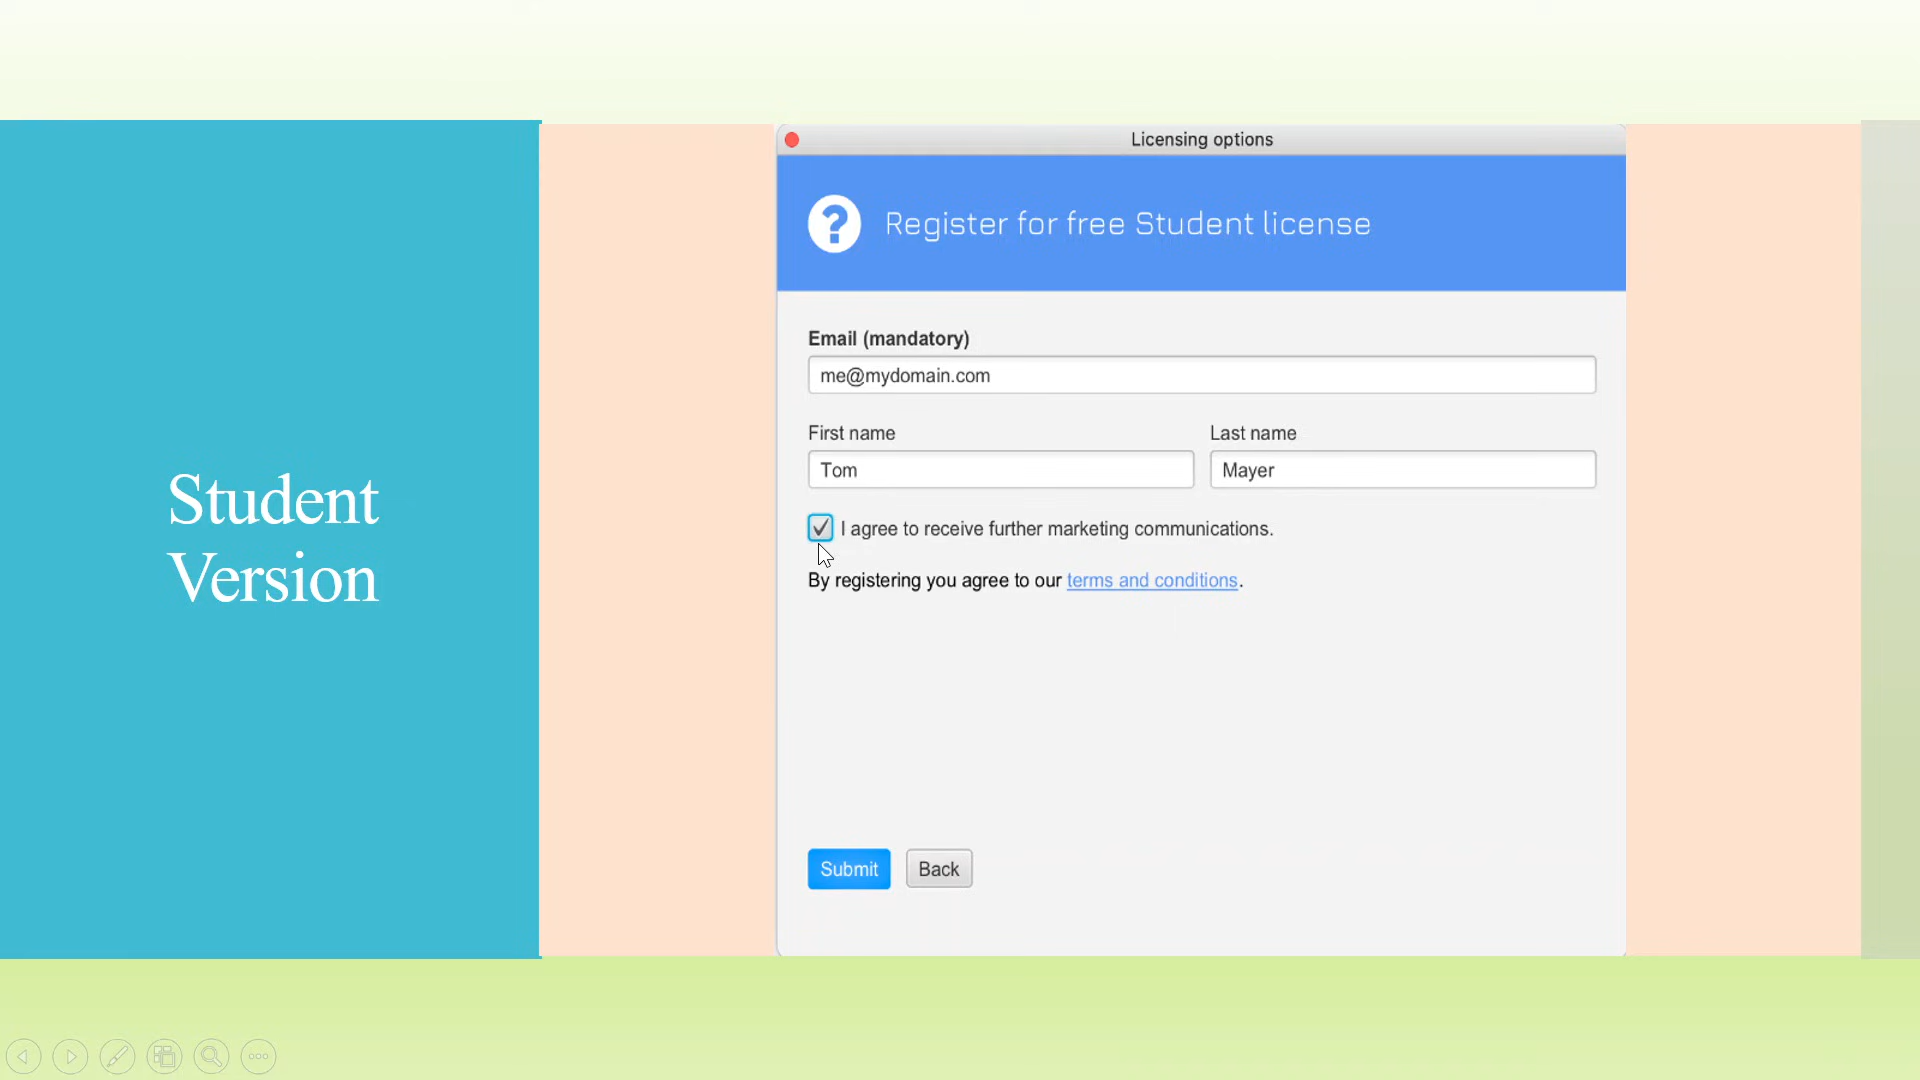 Student
Version
Licensing options
Register for free Student license
Email (mandatory)
me@mydomain.com
First name
Last name
Tom
Mayer
I agree to receive further marketing communications.
By registering you agree to our terms and conditions.
Submit
Back